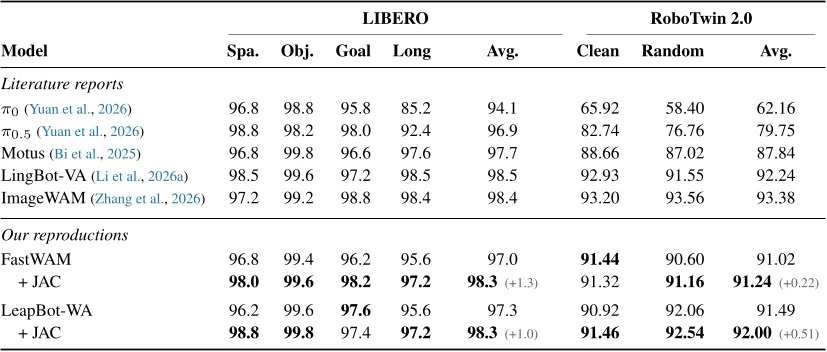 LIBERO RoboTwin 2.0
Model Spa. Obj. Goal Long Avg. Clean Random Avg.
Literature reports
π0 (Yuan et al., 2026) 96.8 98.8 95.8 85.2 94.1 65.92 58.40 62.16
π0.5 (Yuan et al., 2026) 98.8 98.2 98.0 92.4 96.9 82.74 76.76 79.75
Motus (Bi et al., 2025) 96.8 99.8 96.6 97.6 97.7 88.66 87.02 87.84
LingBot-VA (Li et al., 2026a) 98.5 99.6 97.2 98.5 98.5 92.93 91.55 92.24
ImageWAM (Zhang et al., 2026) 97.2 99.2 98.8 98.4 98.4 93.20 93.56 93.38
Our reproductions
FastWAM 96.8 99.4 96.2 95.6 97.0 91.44 90.60 91.02
+ JAC 98.0 99.6 98.2 97.2 98.3 (+1.3) 91.32 91.16 91.24 (+0.22)
LeapBot-WA 96.2 99.6 97.6 95.6 97.3 90.92 92.06 91.49
+ JAC 98.8 99.8 97.4 97.2 98.3 (+1.0) 91.46 92.54 92.00 (+0.51)